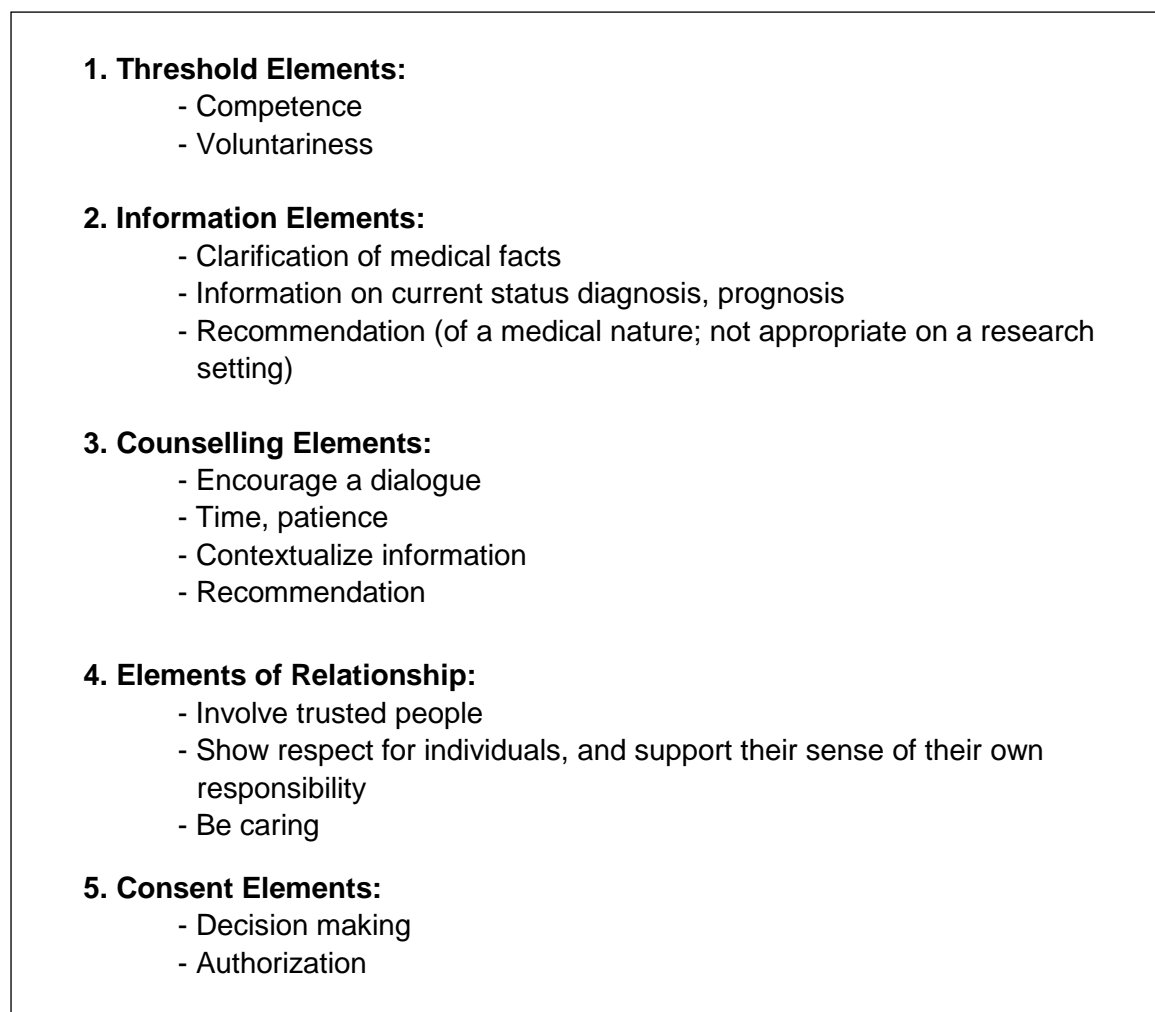 1. Threshold Elements:
- Competence
- Voluntariness
2. Information Elements:
- Clarification of medical facts
- Information on current status diagnosis, prognosis
- Recommendation (of a medical nature; not appropriate on a research
setting)
3. Counselling Elements:
- Encourage a dialogue
- Time, patience
- Contextualize information
- Recommendation
4. Elements of Relationship:
- Involve trusted people
- Show respect for individuals, and support their sense of their own
responsibility
- Be caring
5. Consent Elements:
- Decision making
- Authorization